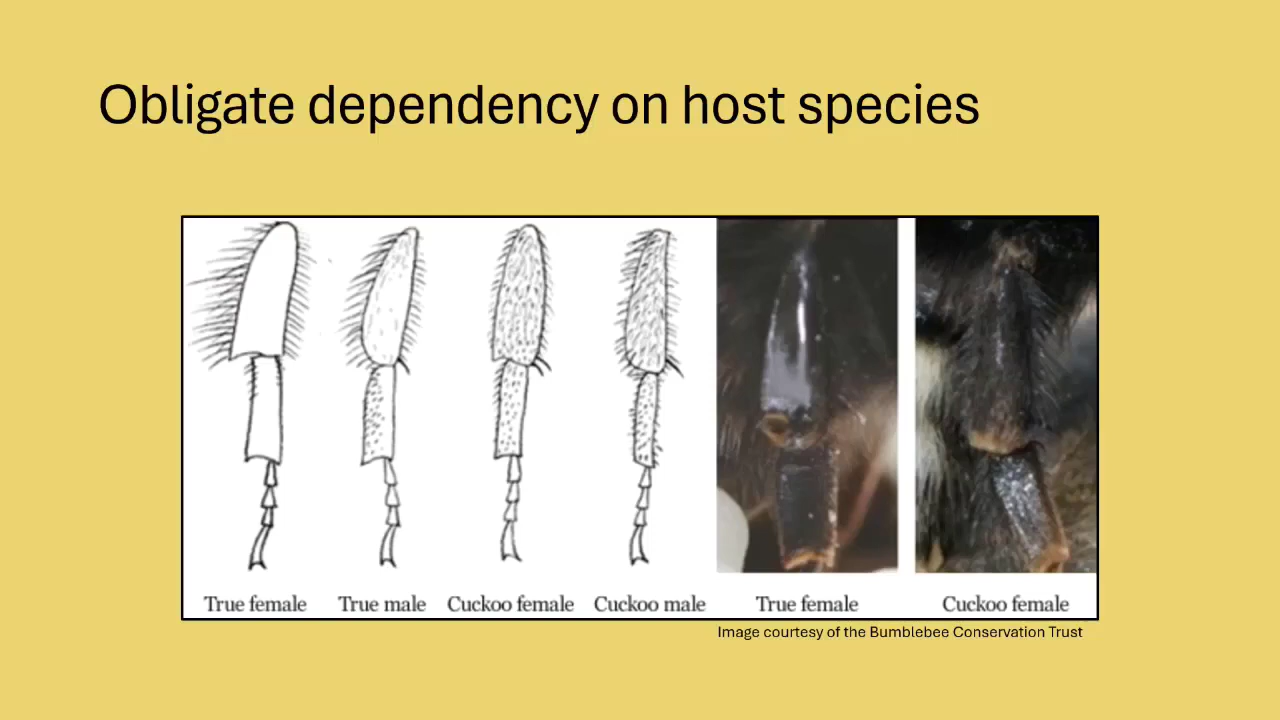 Obligate dependency on host species
True female
True male
Cuckoo female
Cuckoo male
True female
Cuckoo female
Image courtesy of the Bumblebee Conservation Trust